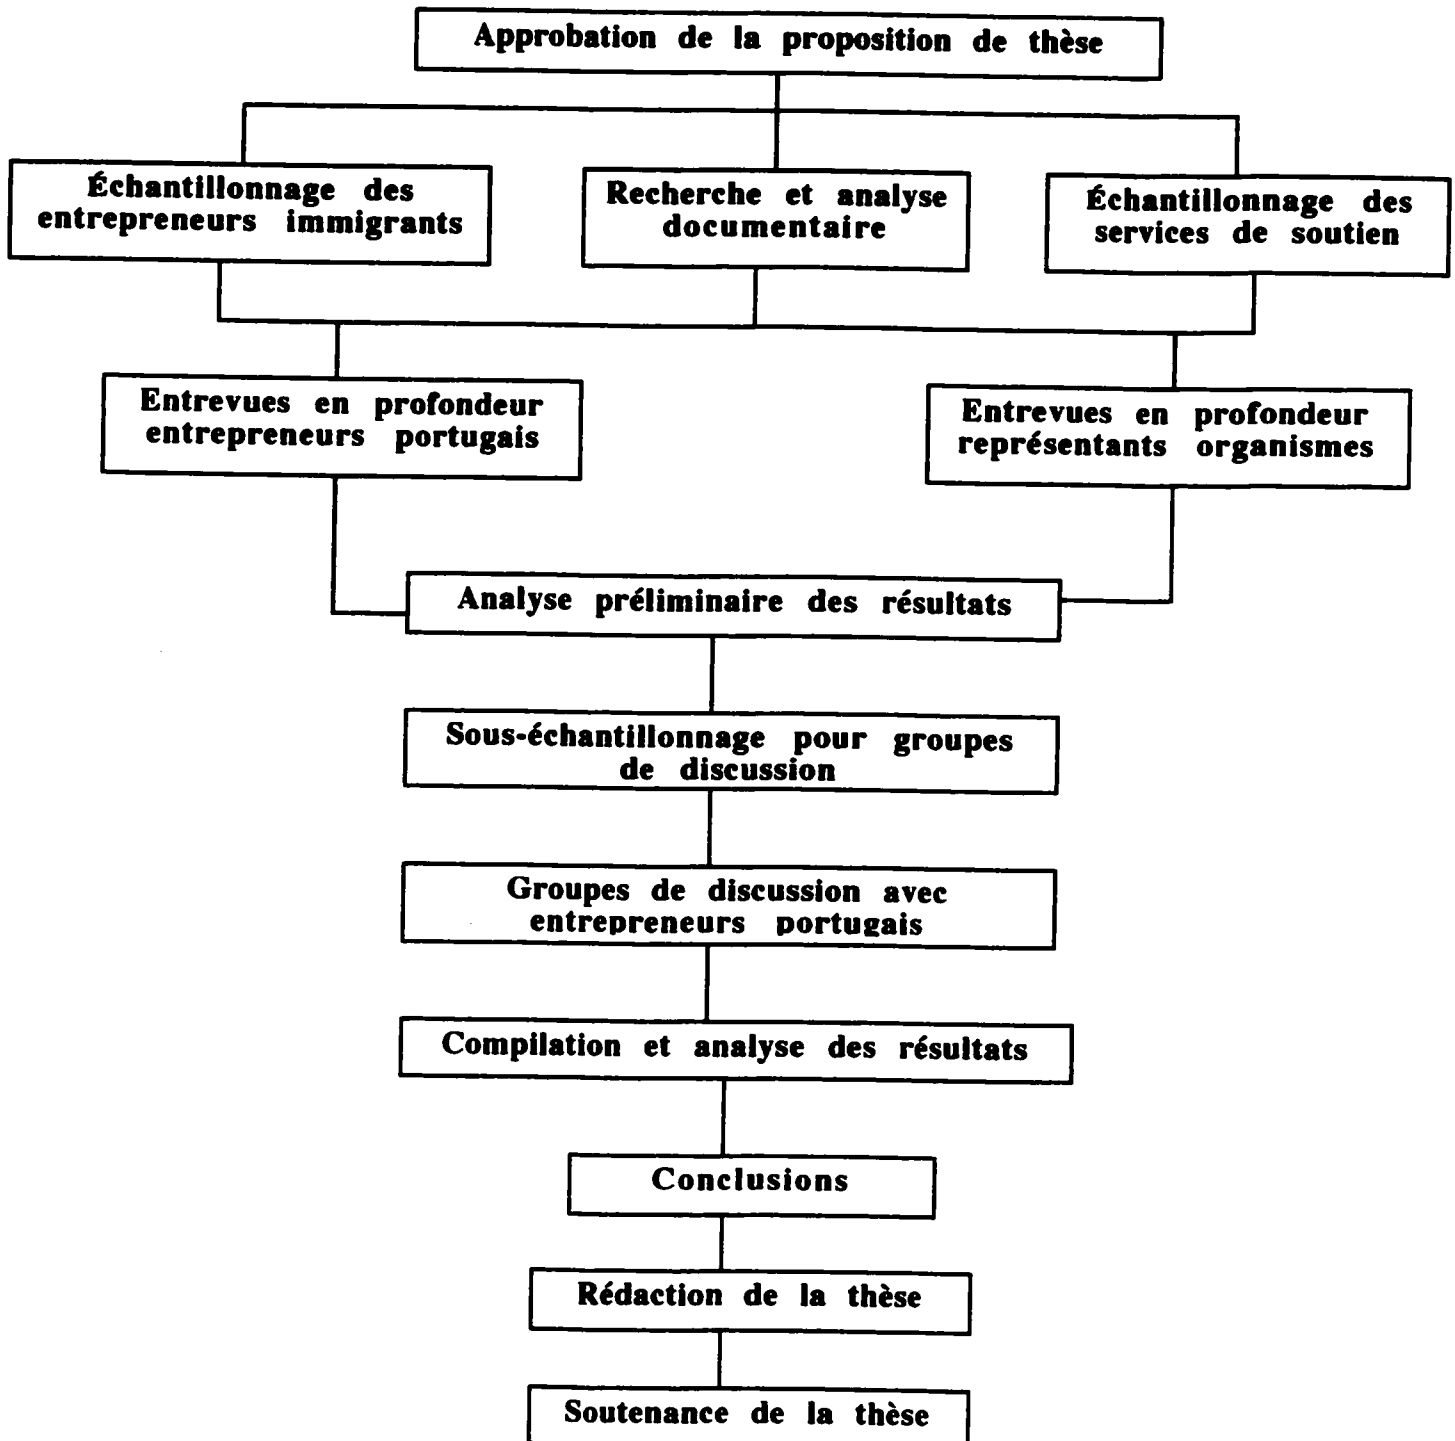 Approbation de la proposition de thèse
Échantillonnage des
entrepreneurs immigrants
Recherche et analyse
documentaire
Échantillonnage des
services de soutien
Entrevues en profondeur
entrepreneurs portugais
Entrevues en profondeur
représentants organismes
Analyse préliminaire des résultats
Sous-échantillonnage pour groupes
de discussion
Groupes de discussion avec
entrepreneurs portugais
Compilation et analyse des résultats
Conclusions
Rédaction de la thèse
Soutenance de la thèse